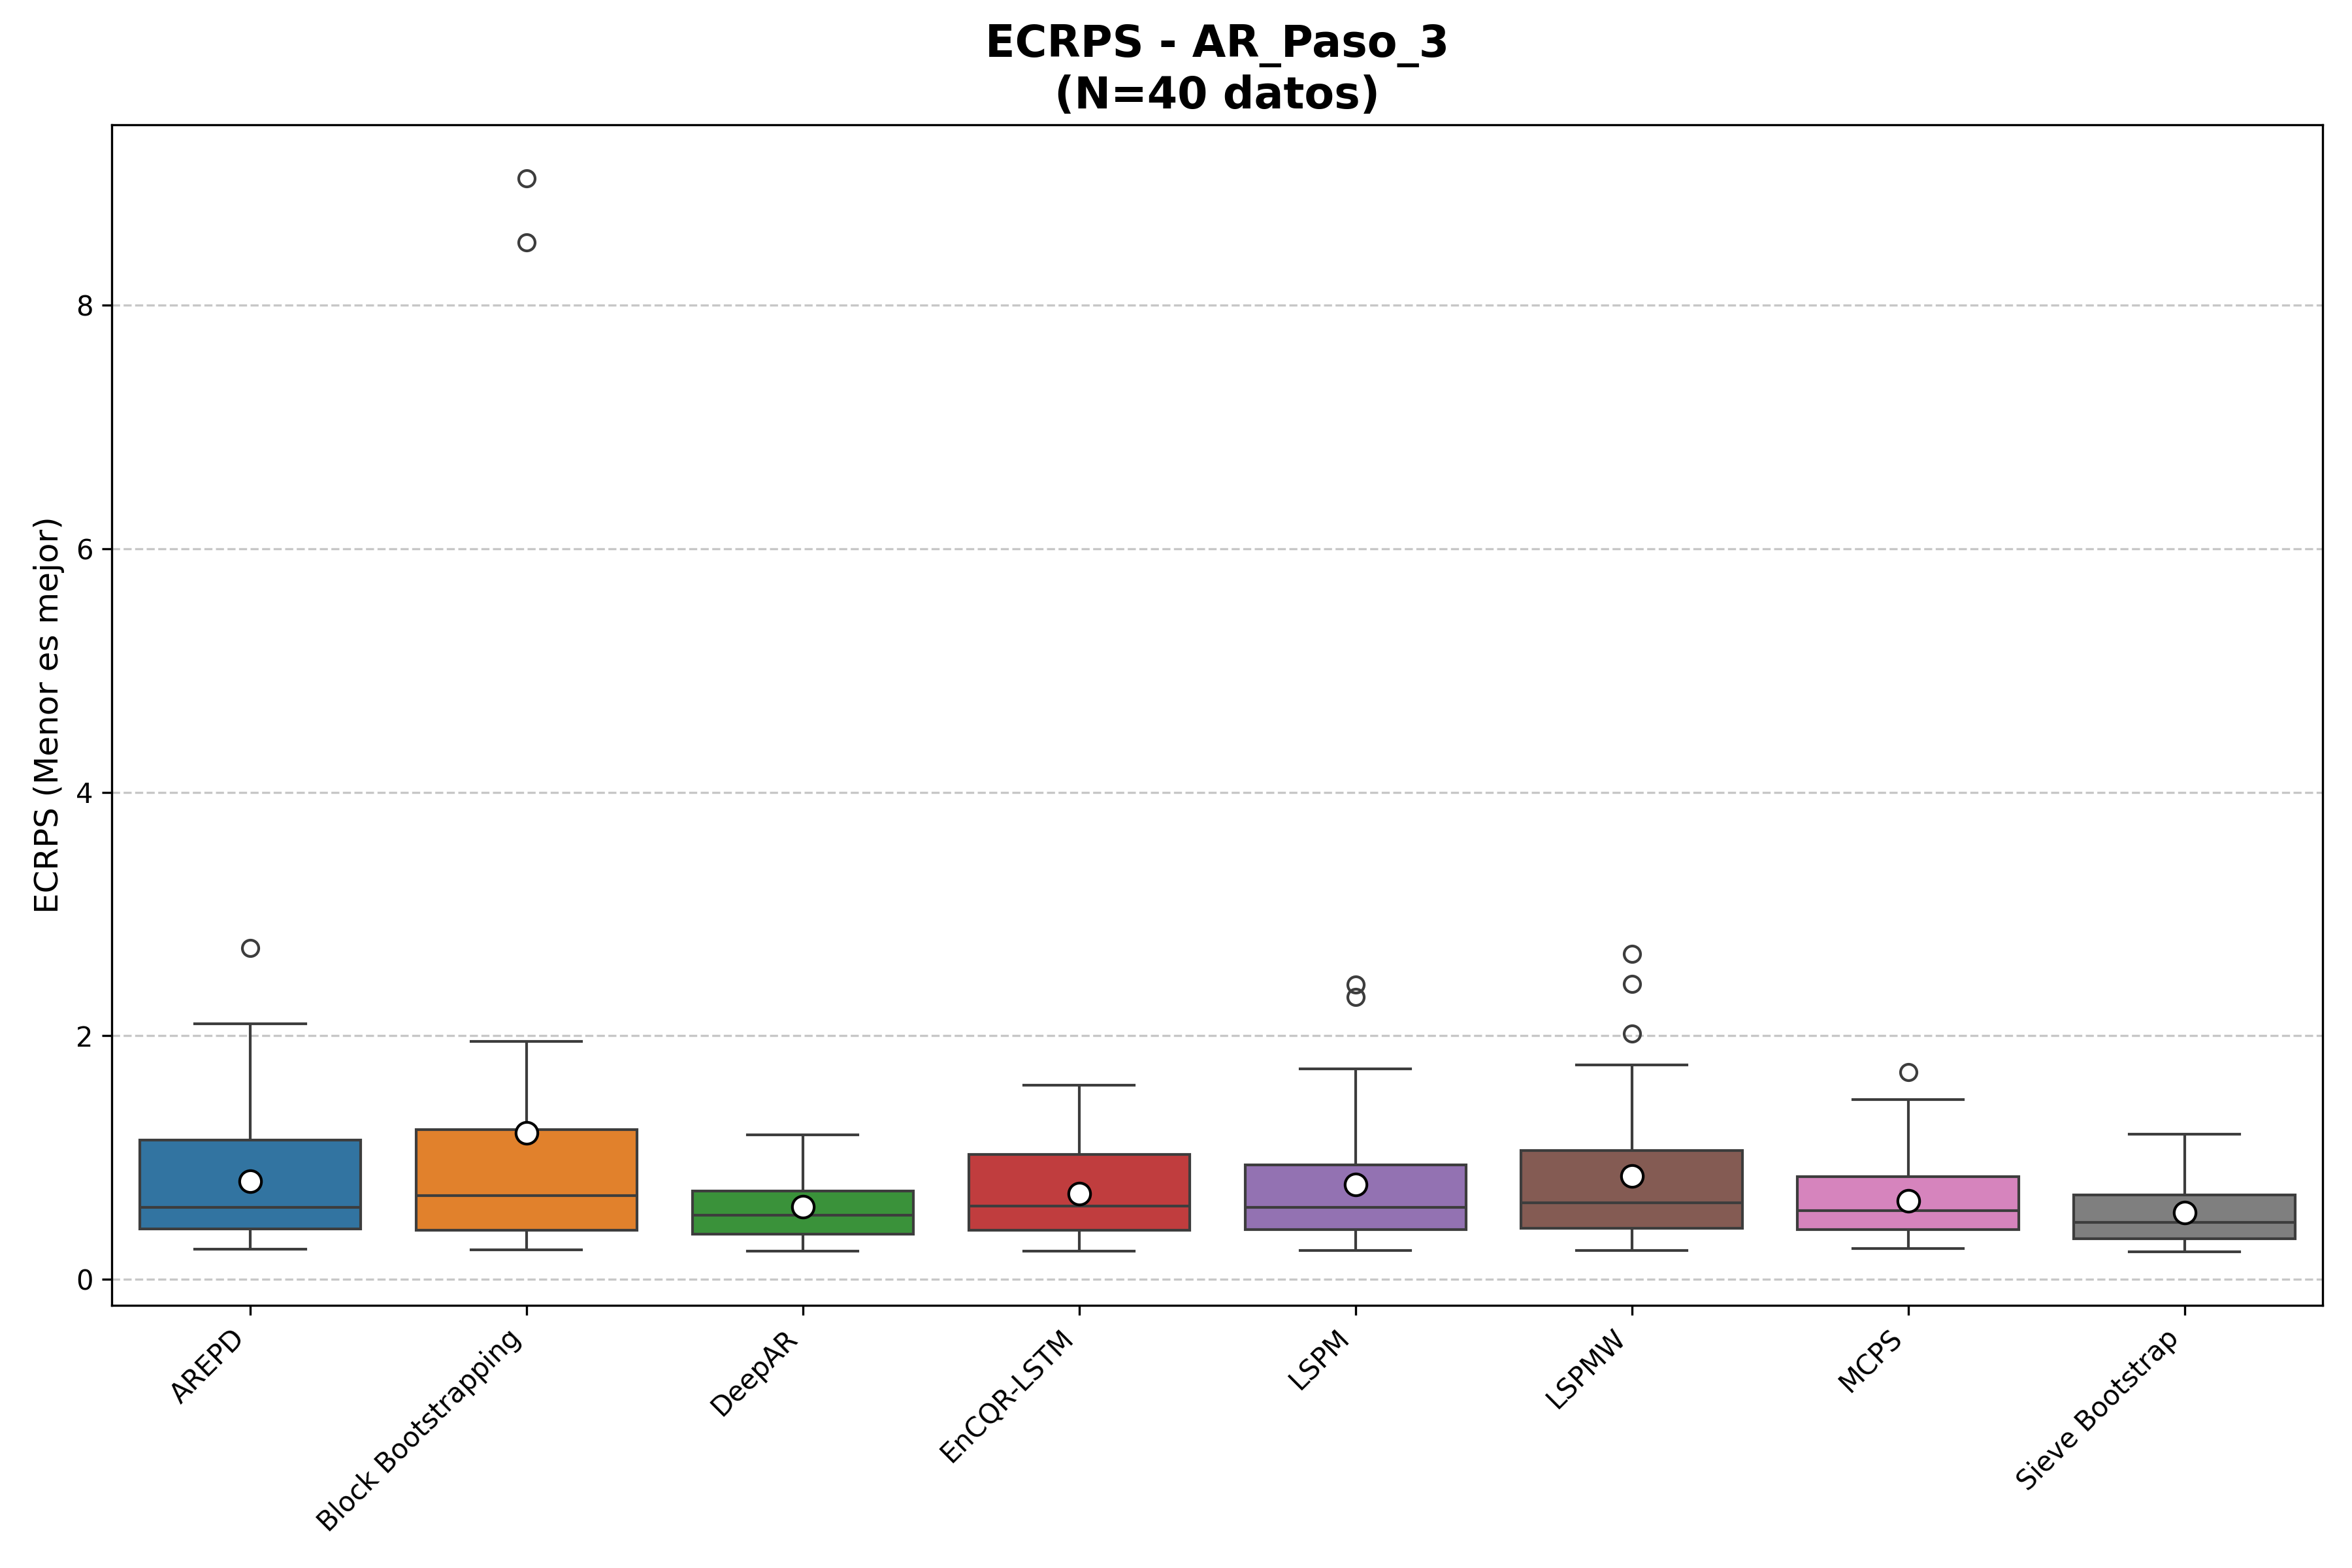 ECRPS - AR_Paso_3
(N=40 datos)
ECRPS (Menor es mejor)
8
6
4
2
0
AREPD
Block Bootstrapping
DeepAR
EnCQR-LSTM
LSPM
LSPMW
MCPS
Sieve Bootstrap